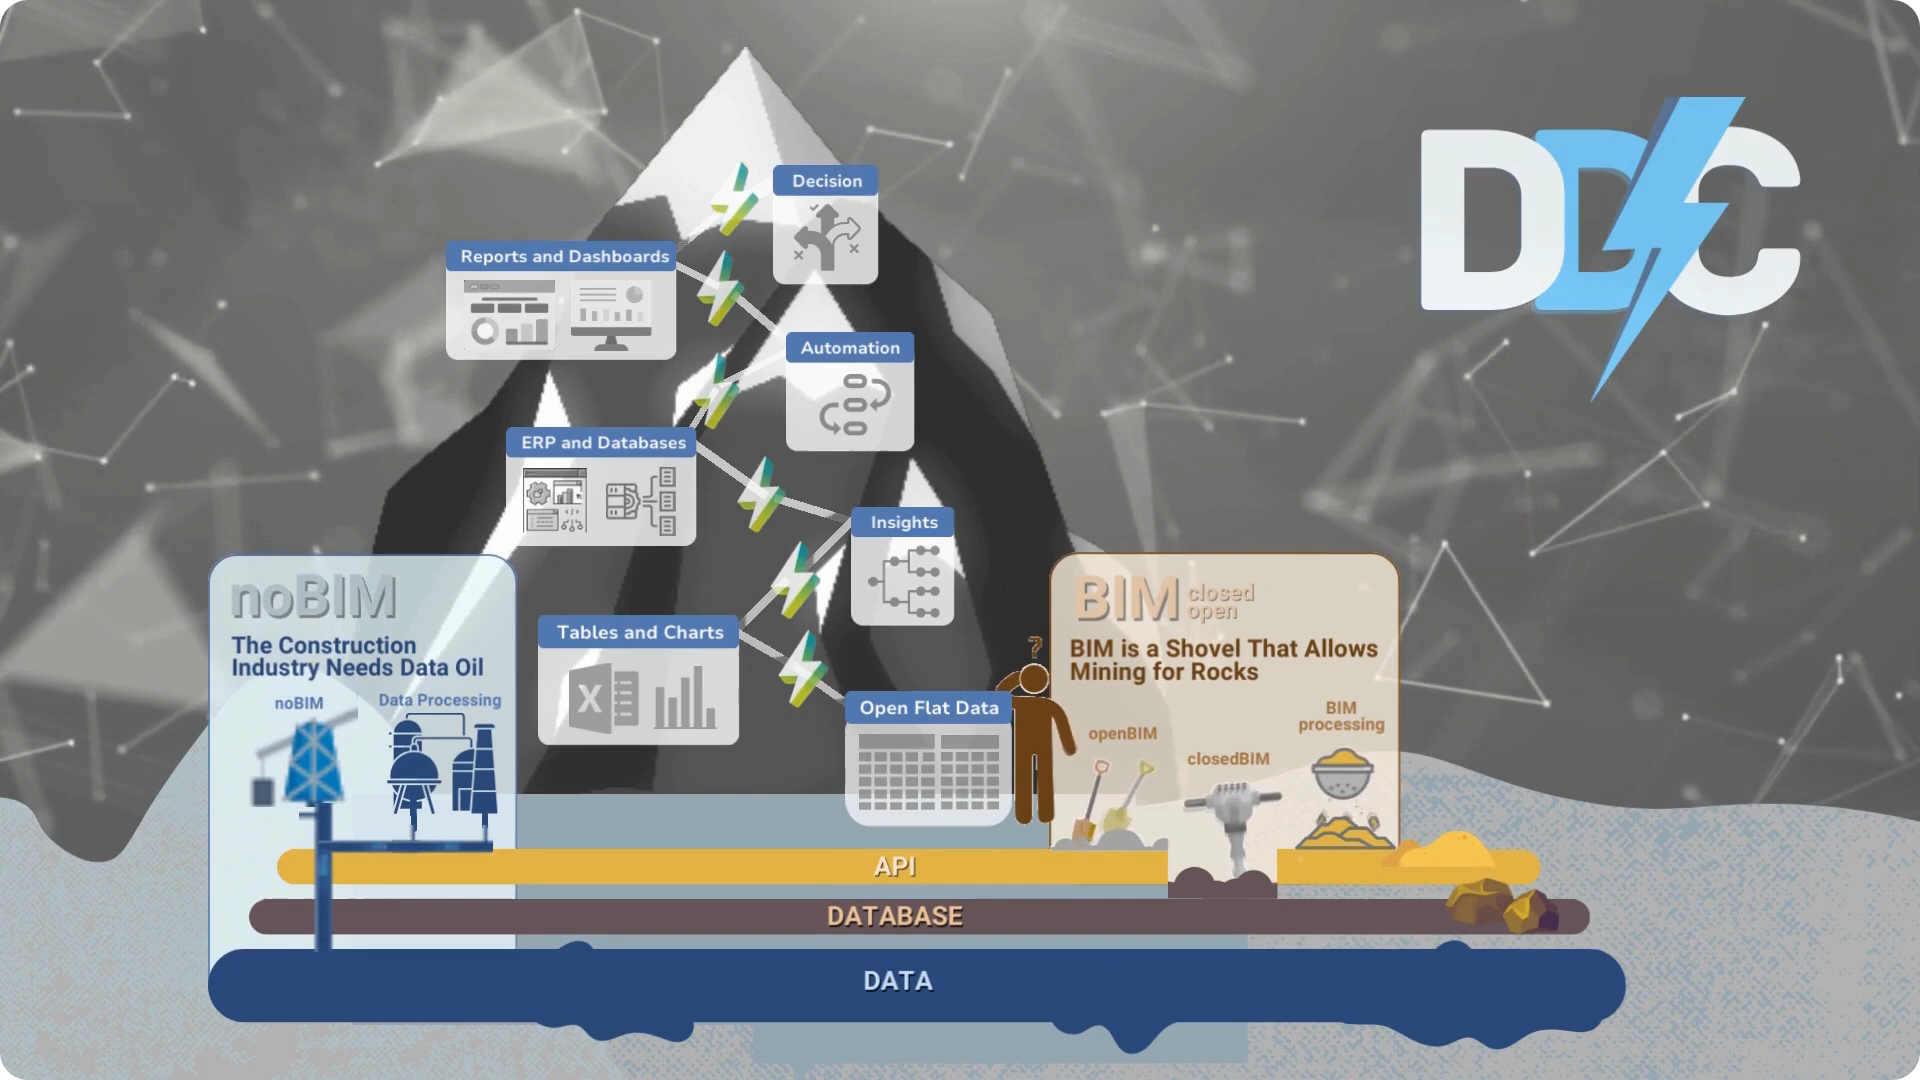 DDC
Decision
Reports and Dashboards
Automation
ERP and Databases
Insights
Tables and Charts
X
Open Flat Data
noBIM
The Construction
Industry Needs Data Oil
noBIM
Data Processing
?
BIM closed
open
BIM is a Shovel That Allows
Mining for Rocks
openBIM
closedBIM
BIM
processing
API
DATABASE
DATA